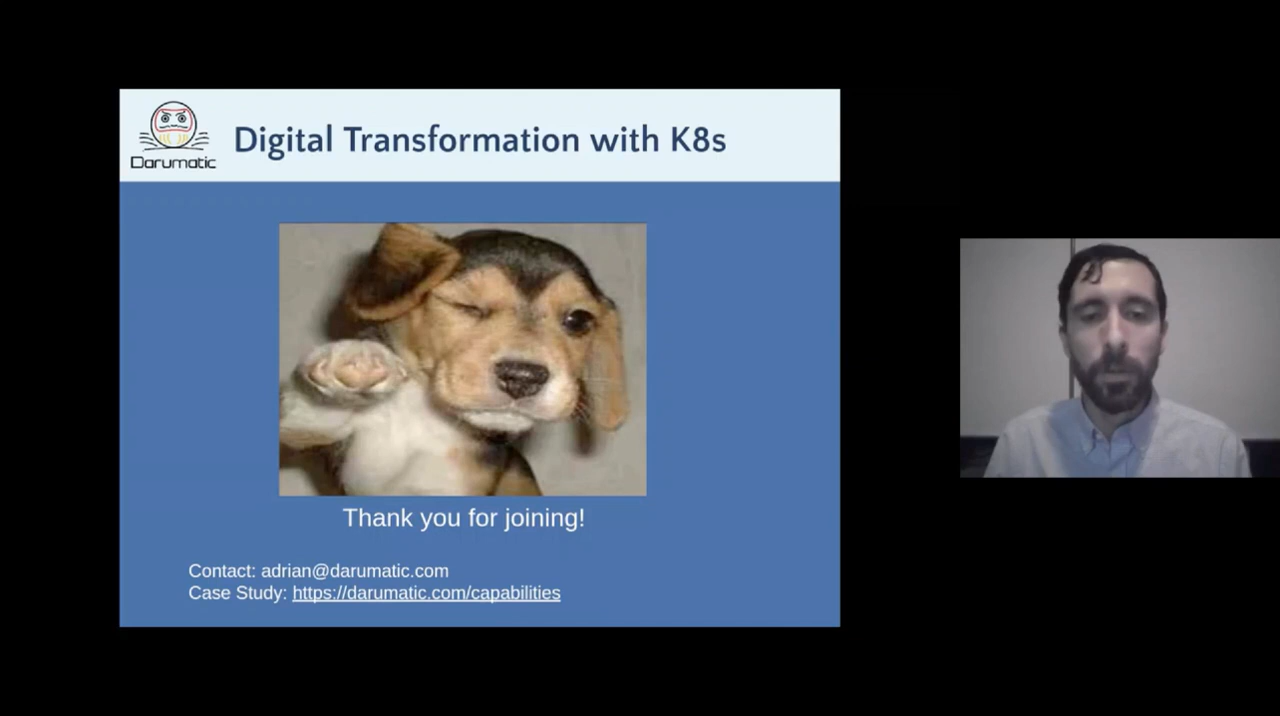 Darumatic
Digital Transformation with K8s
Thank you for joining!
Contact: adrian@darumatic.com
Case Study: https://darumatic.com/capabilities